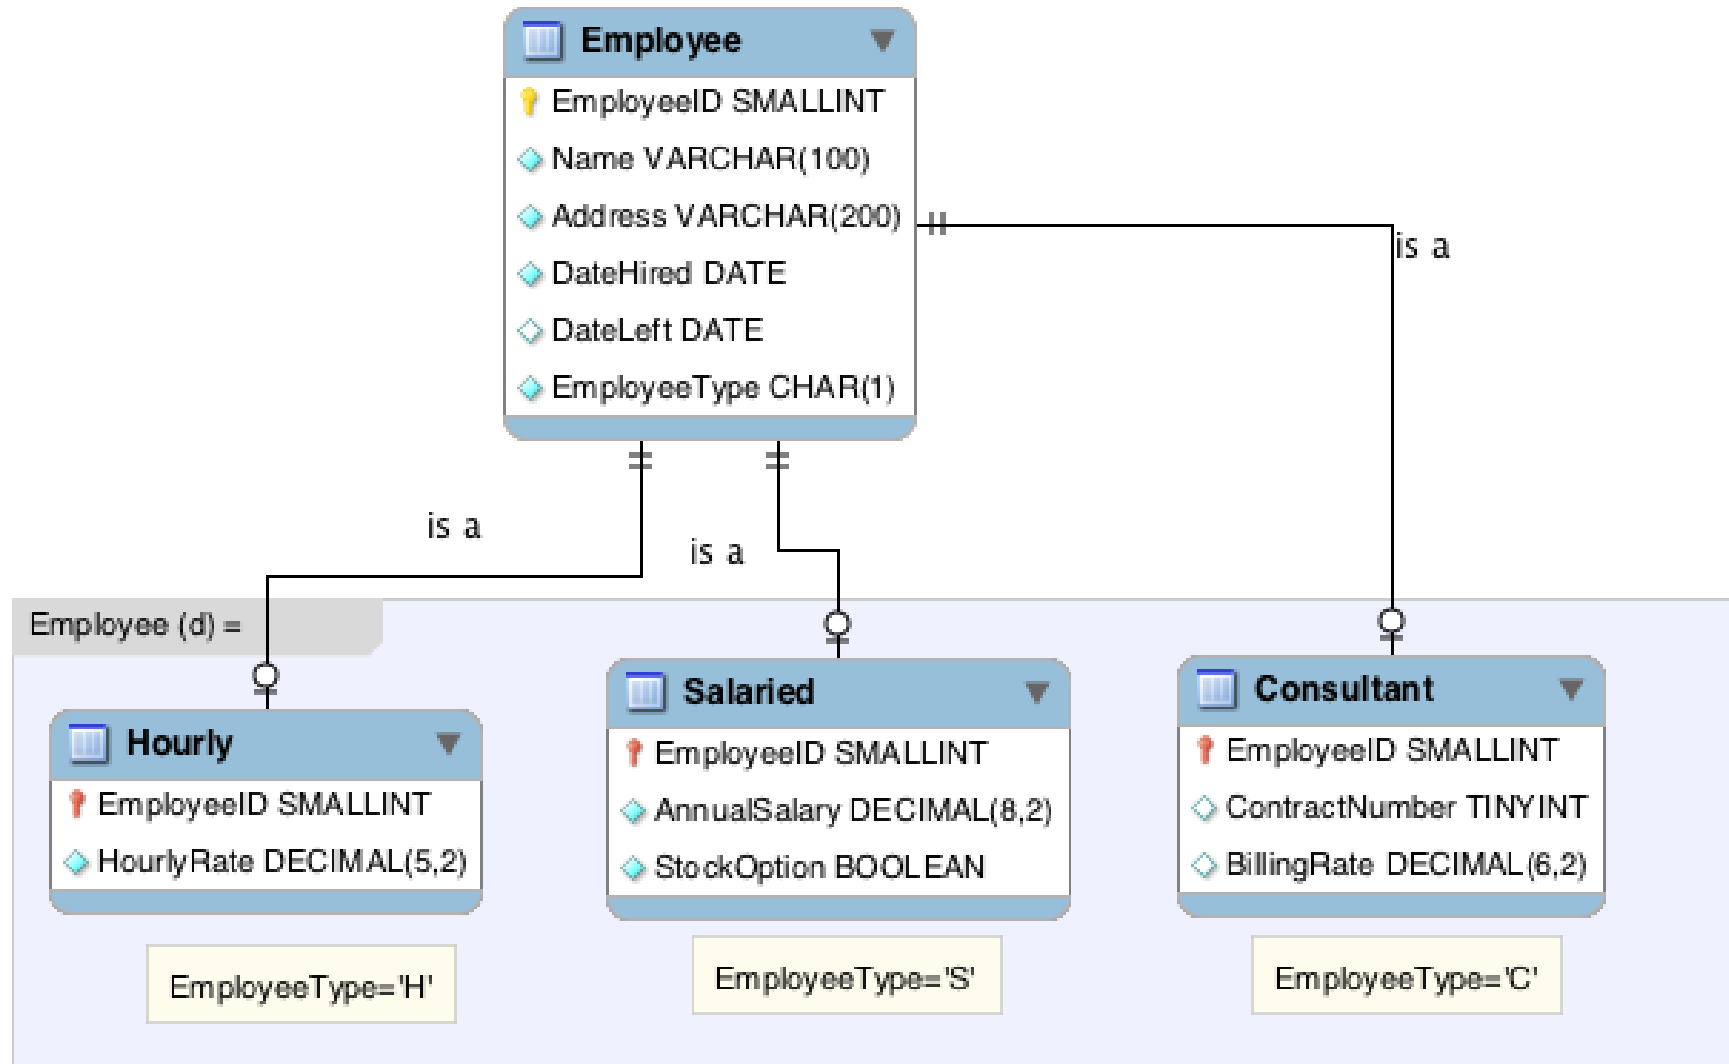 Employee
EmployeeID SMALLINT
Name VARCHAR(100)
Address VARCHAR(200)
DateHired DATE
DateLeft DATE
EmployeeType CHAR(1)
is a
is a
is a
Employee (d) =
Hourly
EmployeeID SMALLINT
HourlyRate DECIMAL(5,2)
EmployeeType='H'
Salaried
EmployeeID SMALLINT
AnnualSalary DECIMAL(8,2)
StockOption BOOLEAN
EmployeeType='S'
Consultant
EmployeeID SMALLINT
ContractNumber TINYINT
BillingRate DECIMAL(6,2)
EmployeeType='C'